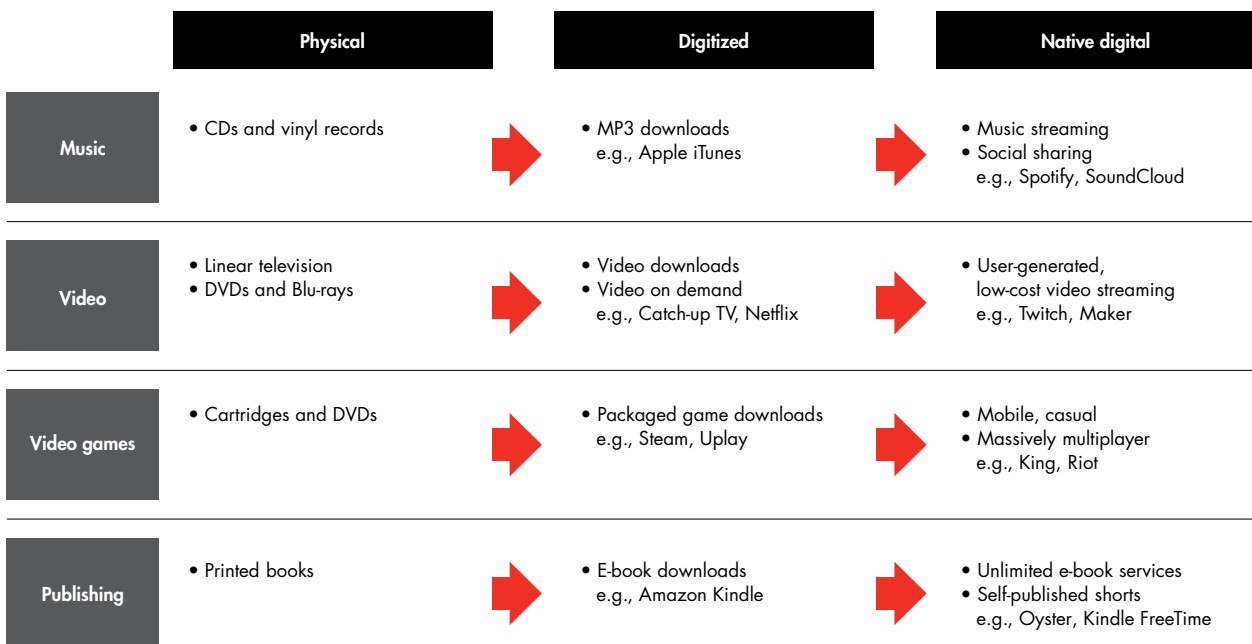 Physical
Digitized
Native digital
Music
• CDs and vinyl records
• MP3 downloads
e.g., Apple iTunes
• Music streaming
• Social sharing
e.g., Spotify, SoundCloud
Video
• Linear television
• DVDs and Blu-rays
• Video downloads
• Video on demand
e.g., Catch-up TV, Netflix
• User-generated,
low-cost video streaming
e.g., Twitch, Maker
Video games
• Cartridges and DVDs
• Packaged game downloads
e.g., Steam, Uplay
• Mobile, casual
• Massively multiplayer
e.g., King, Riot
Publishing
• Printed books
• E-book downloads
e.g., Amazon Kindle
• Unlimited e-book services
• Self-published shorts
e.g., Oyster, Kindle FreeTime